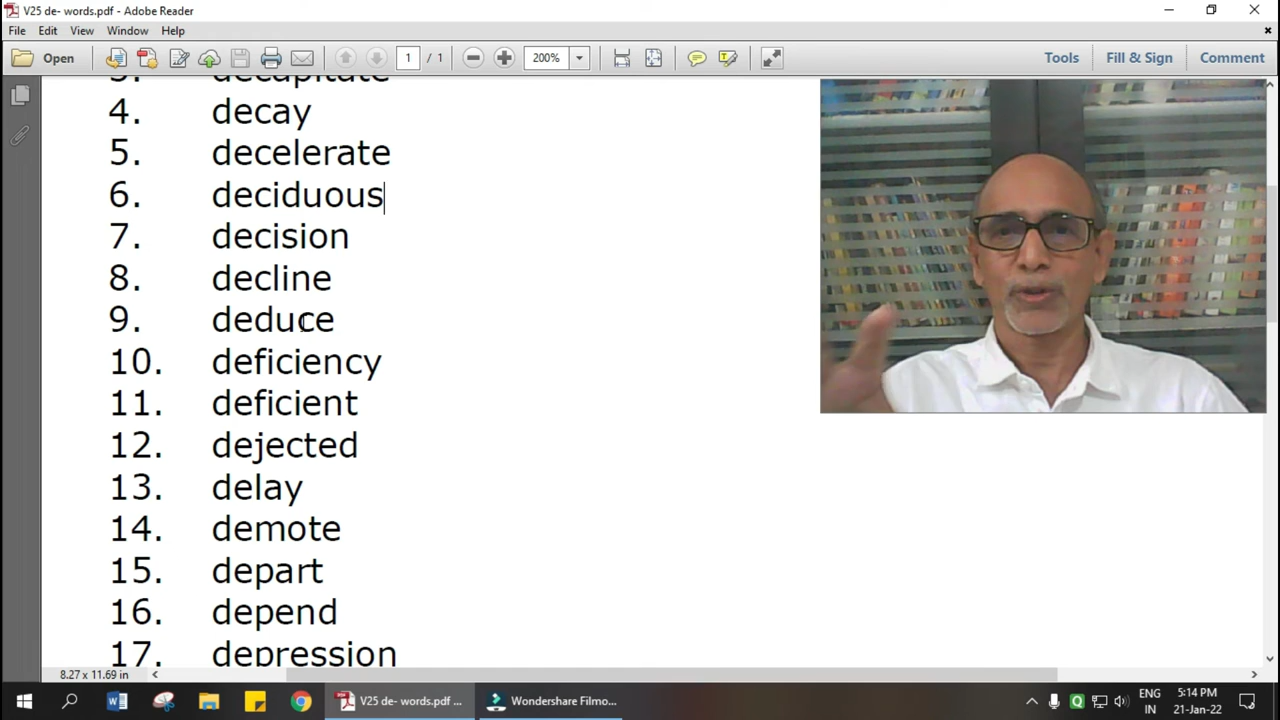 V25 de- words.pdf - Adobe Reader
File Edit View Window Help
Open 1 / 1 200% Tools Fill & Sign Comment
3. decapitate
4. decay
5. decelerate
6. deciduous
7. decision
8. decline
9. deduce
10. deficiency
11. deficient
12. dejected
13. delay
14. demote
15. depart
16. depend
17. depression
8.27 x 11.69 in
V25 de- words.pdf ... Wondershare Filmo... ENG IN 5:14 PM 21-Jan-22